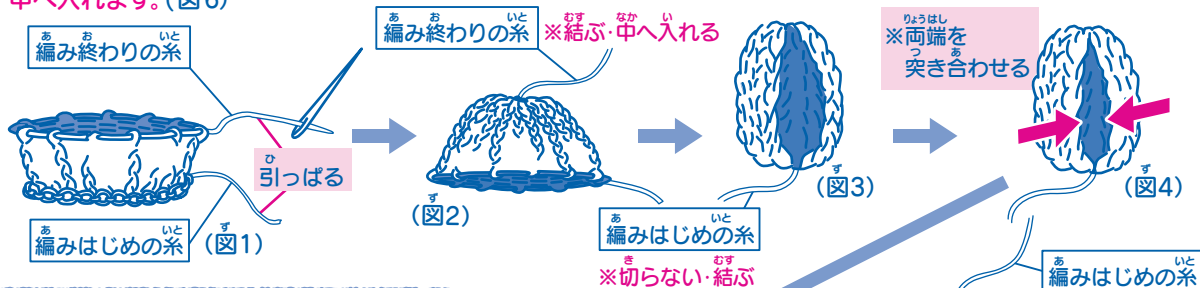 中へ入れます。(図6)
編み終わりの糸
引っぱる
編みはじめの糸
(図1)
編み終わりの糸
※結ぶ・中へ入れる
(図2)
編みはじめの糸
※切らない・結ぶ
(図3)
※両端を
突き合わせる
(図4)
編みはじめの糸